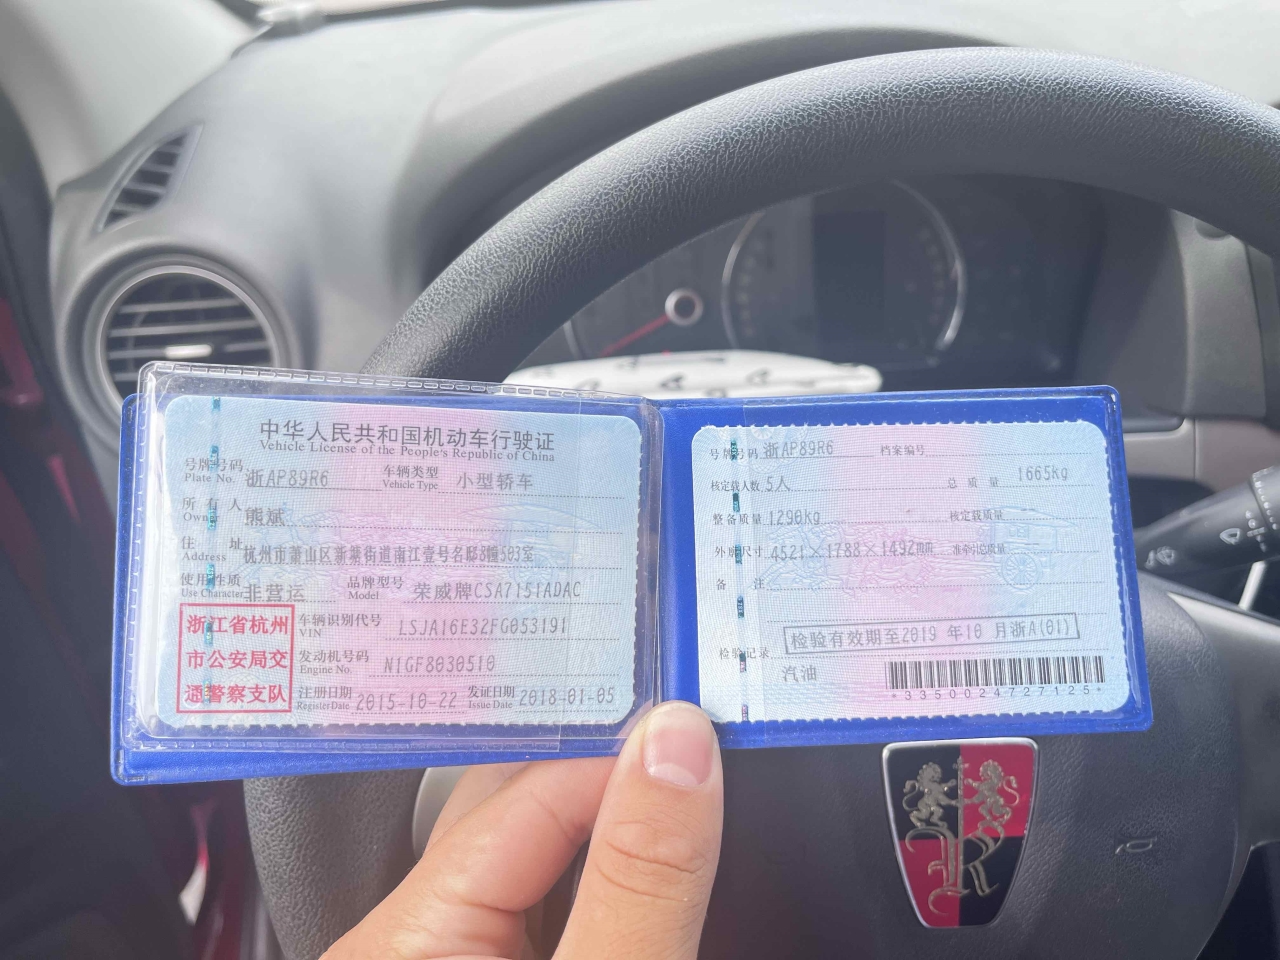 中华人民共和国机动车行驶证
Vehicle License of the People's Republic of China
号牌号码 浙AP89R6 车辆类型 小型轿车
Plate No. Vehicle Type
所有人 熊斌
Owner
住址 杭州市萧山区新塘街道南江壹号名邸8幢503室
Address
使用性质 非营运 品牌型号 荣威牌CSA7151ADAC
Use Character Model
浙江省杭州
市公安局交
通警察支队
车辆识别代号 LSJA16E32FG053191
VIN
发动机号码 N1GF8030510
Engine No.
注册日期 2015-10-22 发证日期 2018-01-05
Register Date Issue Date
号牌号码 浙AP89R6 档案编号
核定载人数 5人 总质量 1665kg
整备质量 1290kg 核定载质量
外廓尺寸 4521×1788×1492mm 准牵引总质量
备注
检验记录 检验有效期至2019年10月浙A(01)
汽油
*3350024727125*
R